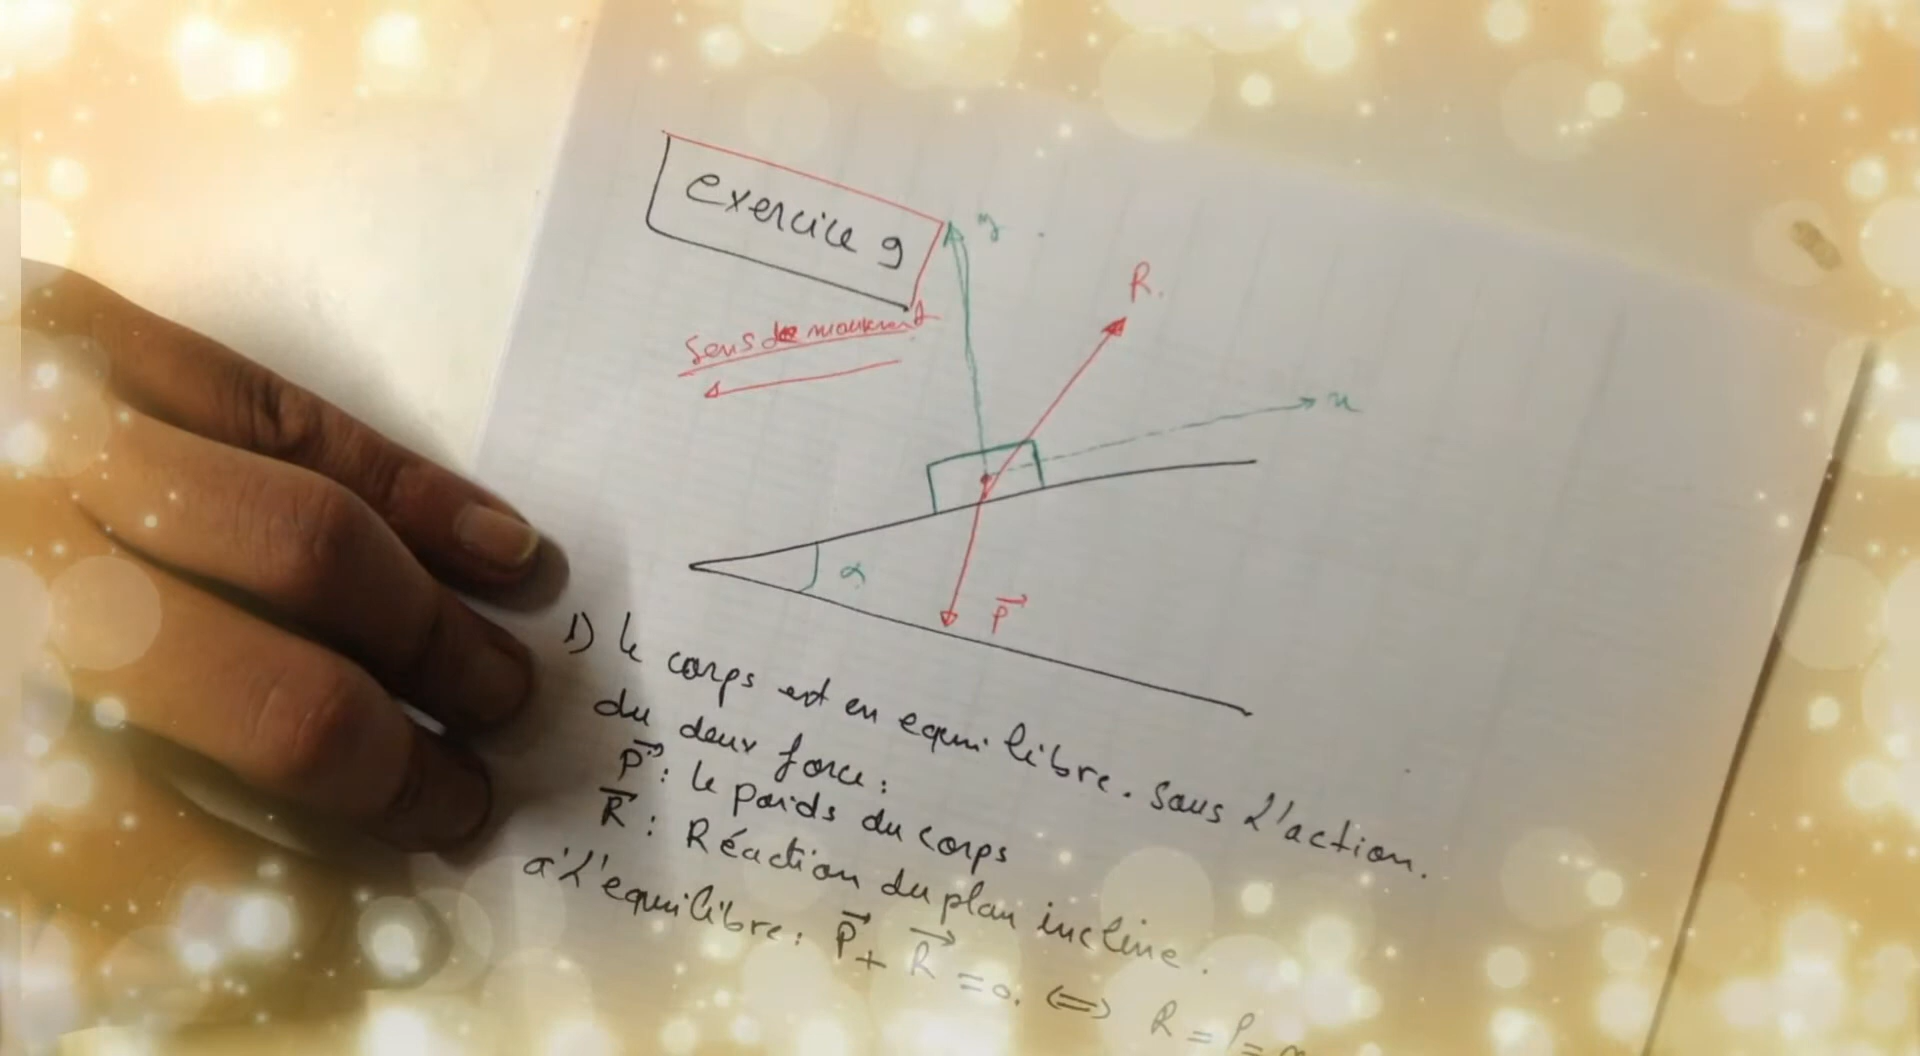 exercice 9
y
R.
Sens de mouvement
x
α
P
1) le corps est en equilibre. sous l'action.
du deux force:
P: le poids du corps
R: Réaction du plan incline.
a' l'equilibre: P + R = 0. <=> R = P =